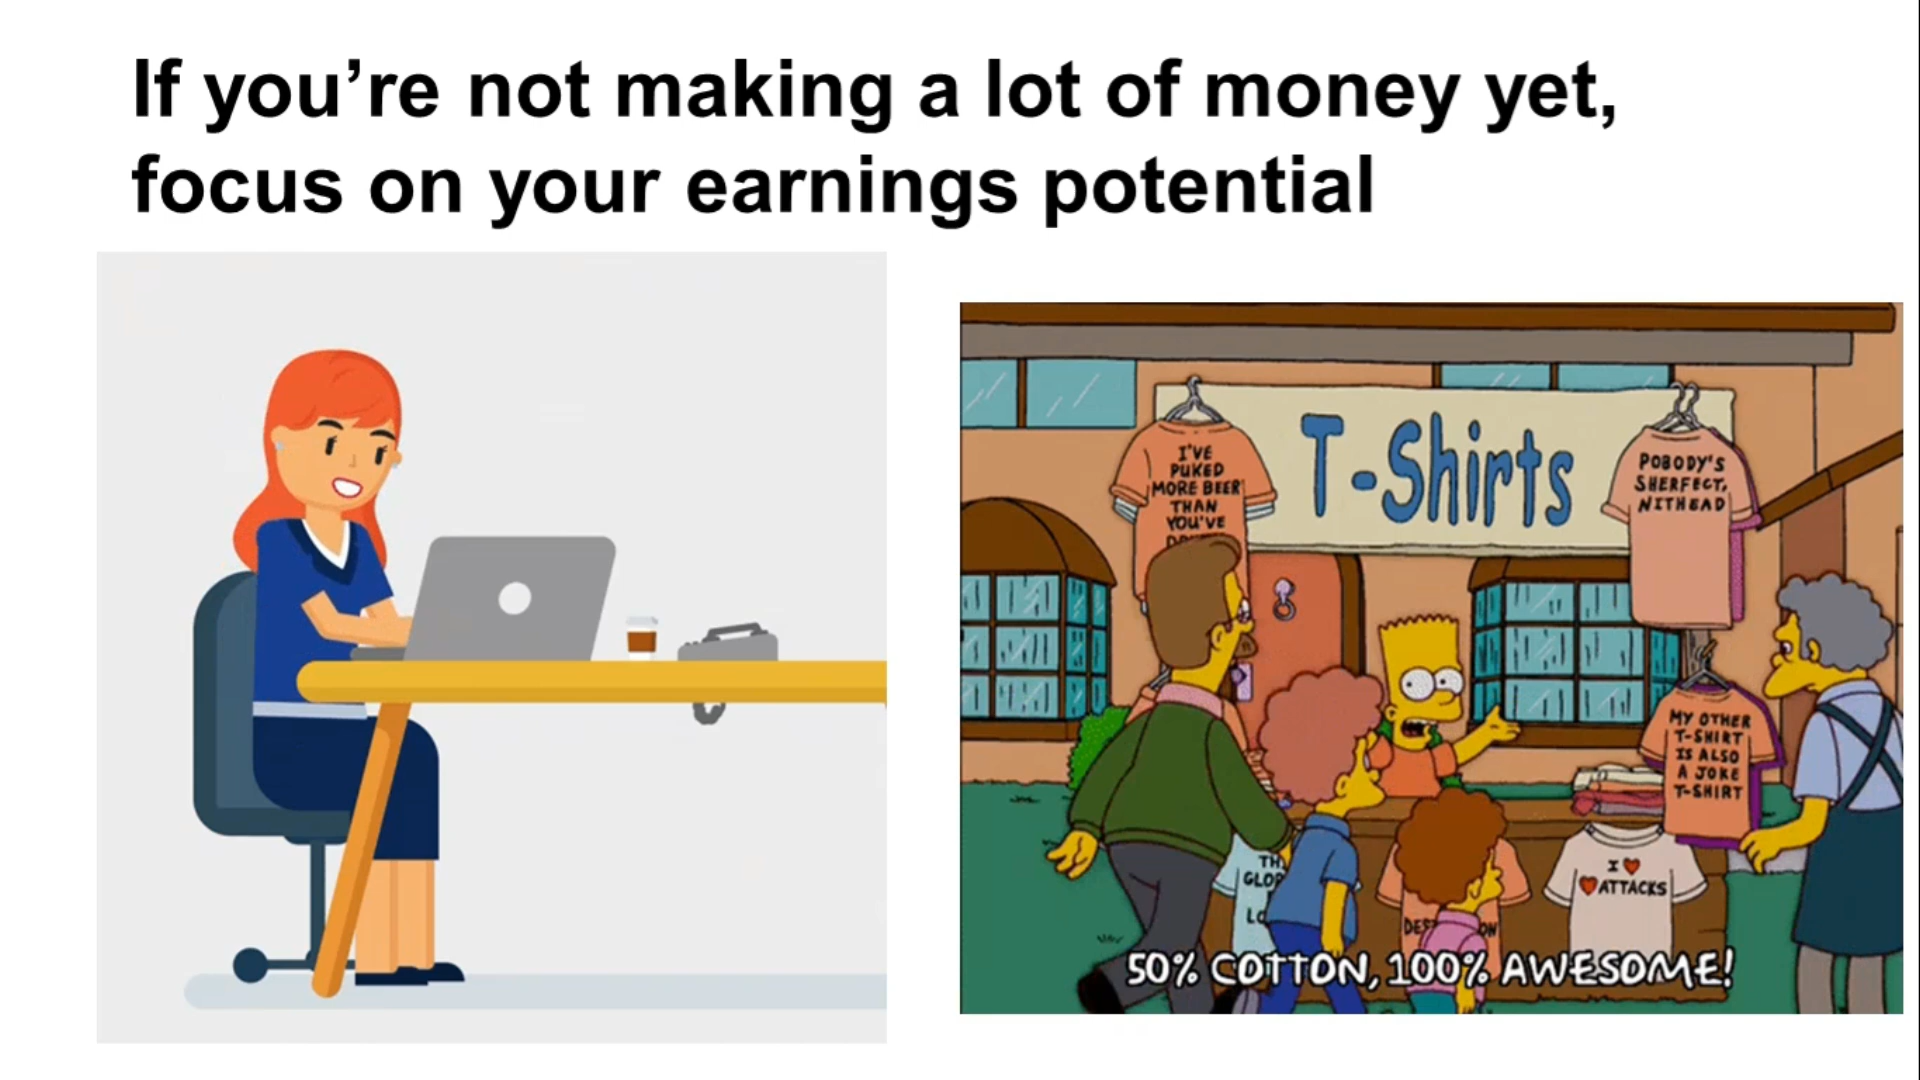 If you’re not making a lot of money yet,
focus on your earnings potential
T-Shirts
I'VE
PUKED
MORE BEER
THAN
YOU'VE
POBODY'S
SHERFECT,
NITHEAD
MY OTHER
T-SHIRT
IS ALSO
A JOKE
T-SHIRT
I ♥
♥ATTACKS
50% COTTON, 100% AWESOME!